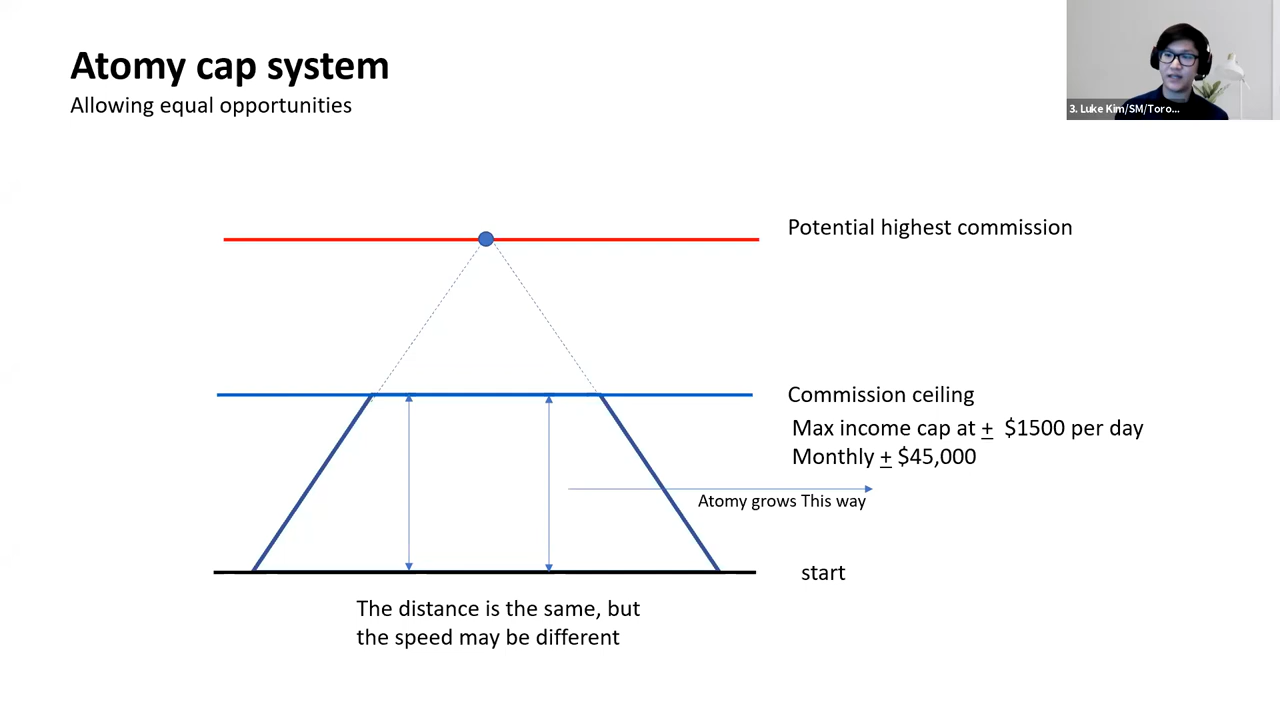 Atomy cap system
Allowing equal opportunities
3. Luke Kim/SM/Toro...
Potential highest commission
Commission ceiling
Max income cap at ± $1500 per day
Monthly ± $45,000
Atomy grows This way
start
The distance is the same, but
the speed may be different